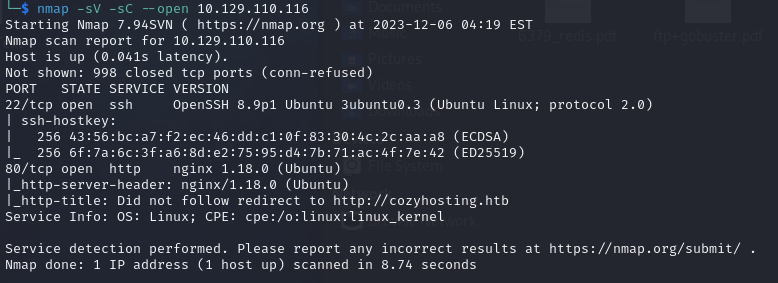 └─$ nmap -sV -sC --open 10.129.110.116
Starting Nmap 7.94SVN ( https://nmap.org ) at 2023-12-06 04:19 EST
Nmap scan report for 10.129.110.116
Host is up (0.041s latency).
Not shown: 998 closed tcp ports (conn-refused)
PORT   STATE SERVICE VERSION
22/tcp open  ssh     OpenSSH 8.9p1 Ubuntu 3ubuntu0.3 (Ubuntu Linux; protocol 2.0)
| ssh-hostkey:
|   256 43:56:bc:a7:f2:ec:46:dd:c1:0f:83:30:4c:2c:aa:a8 (ECDSA)
|_  256 6f:7a:6c:3f:a6:8d:e2:75:95:d4:7b:71:ac:4f:7e:42 (ED25519)
80/tcp open  http    nginx 1.18.0 (Ubuntu)
|_http-server-header: nginx/1.18.0 (Ubuntu)
|_http-title: Did not follow redirect to http://cozyhosting.htb
Service Info: OS: Linux; CPE: cpe:/o:linux:linux_kernel
Service detection performed. Please report any incorrect results at https://nmap.org/submit/ .
Nmap done: 1 IP address (1 host up) scanned in 8.74 seconds
Documents
Pictures
Videos
File System